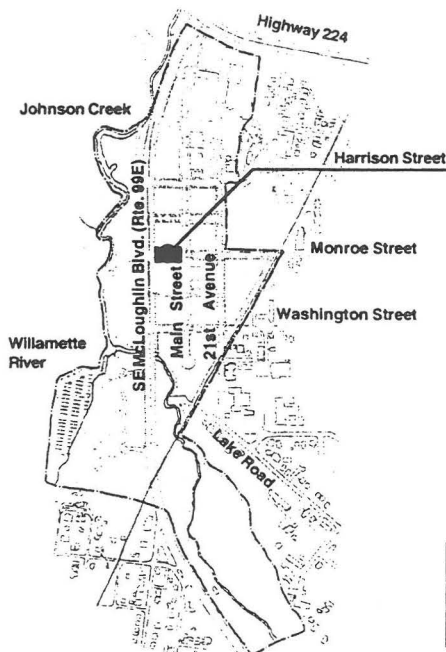 Highway 224
Johnson Creek
Harrison Street
SE McLoughlin Blvd. (Rte. 99E)
Main Street
21st Avenue
Monroe Street
Washington Street
Willamette
River
Lake Road